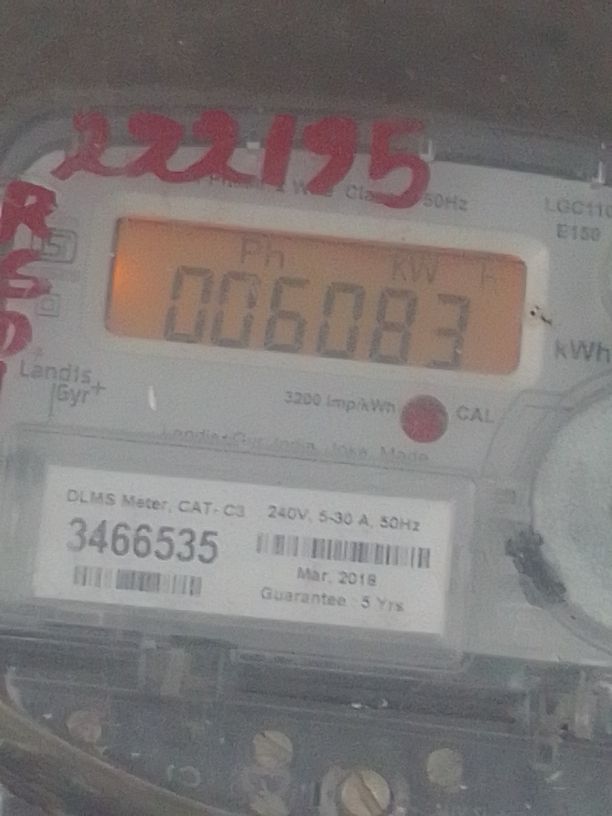 222195
50Hz
LGC110
E150
ISI
Ph kW h
006083
kWh
Landis
Gyr+
3200 imp/kWh
CAL
DLMS Meter, CAT- C3 240V, 5-30 A, 50Hz
3466535
Mar, 2018
Guarantee : 5 Yrs